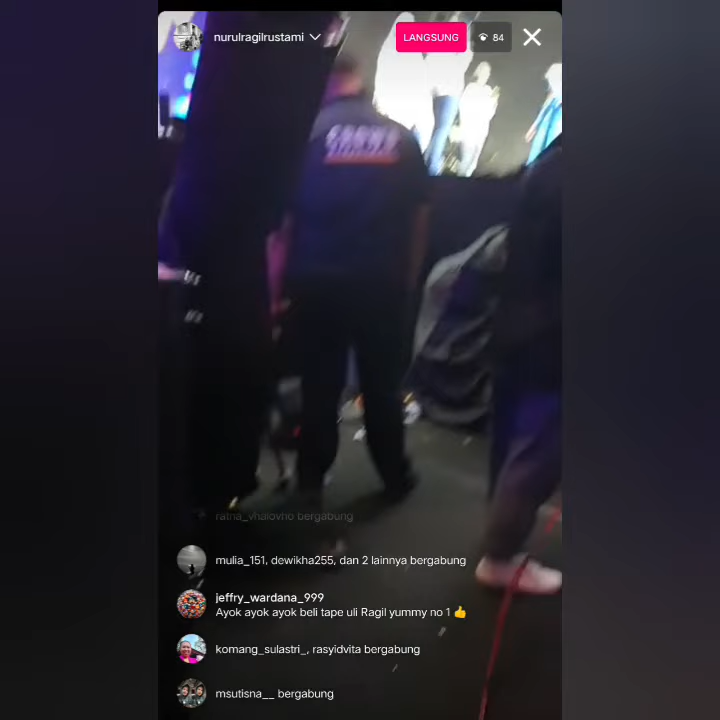 nurulragilrustami
LANGSUNG
84
ratna_vhalovho bergabung
mulia_151, dewikha255, dan 2 lainnya bergabung
jeffry_wardana_999
Ayok ayok ayok beli tape uli Ragil yummy no 1 👍
komang_sulastri_, rasyidvita bergabung
msutisna__ bergabung